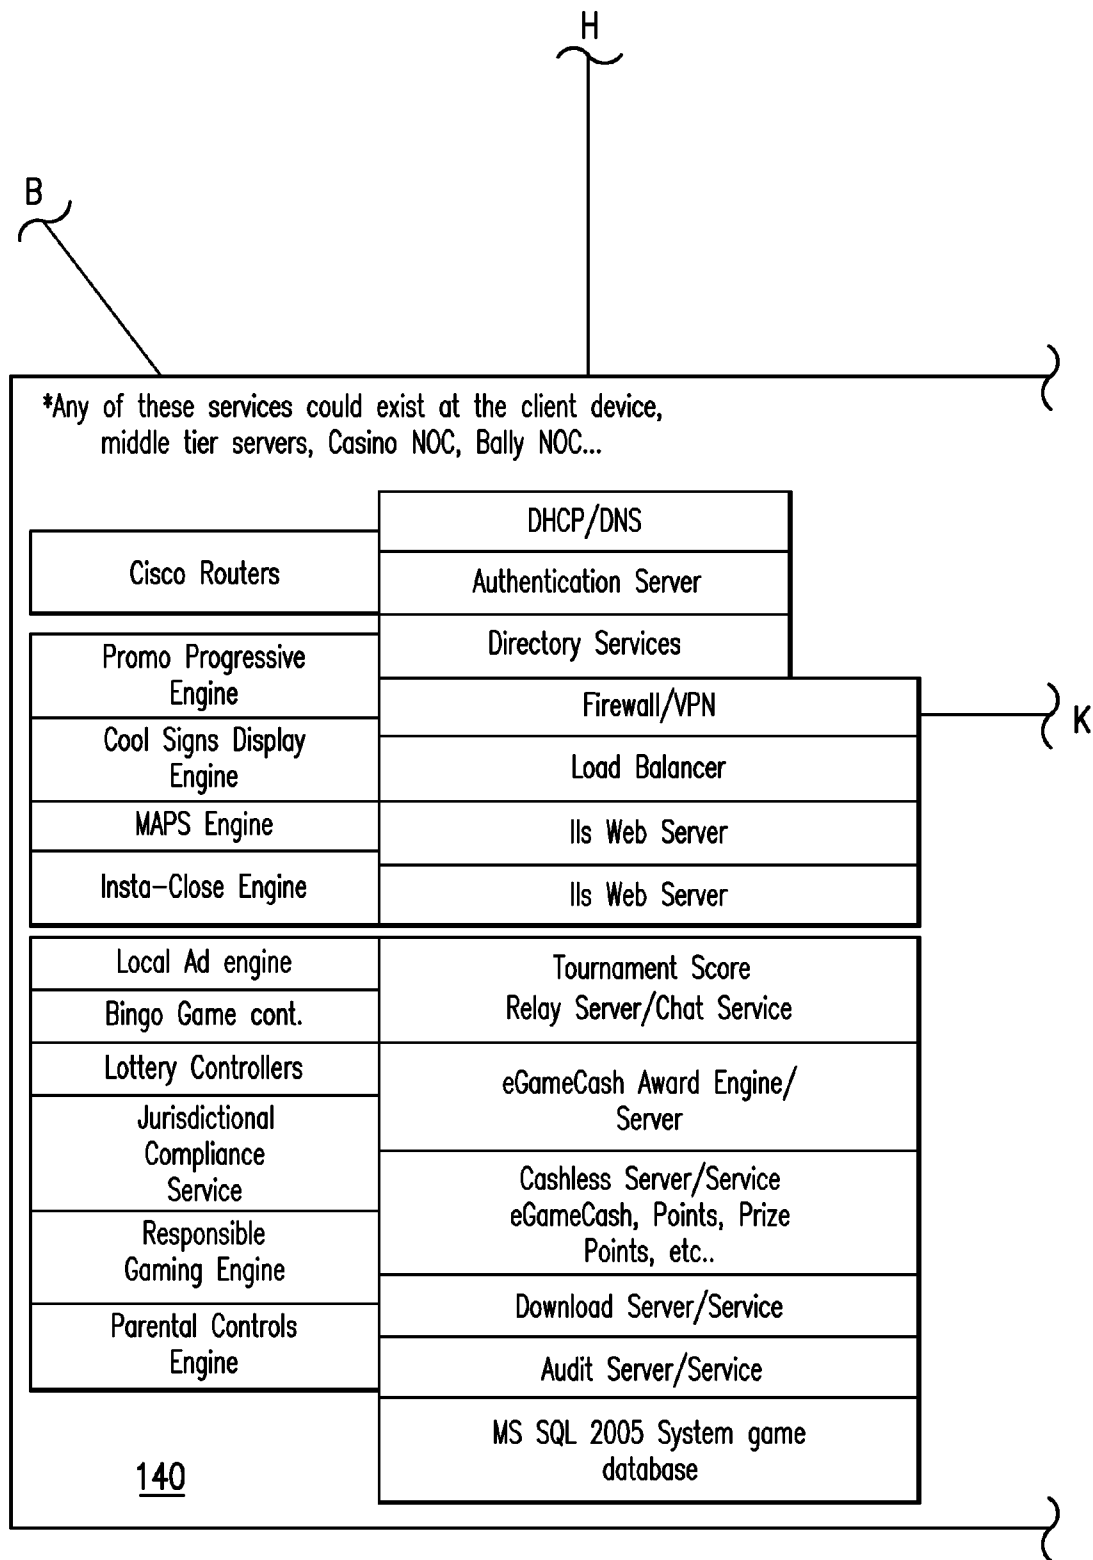 H
B
*Any of these services could exist at the client device,
middle tier servers, Casino NOC, Bally NOC...
DHCP/DNS
Cisco Routers
Authentication Server
Directory Services
Promo Progressive
Engine
Firewall/VPN
K
Cool Signs Display
Engine
Load Balancer
MAPS Engine
IIs Web Server
Insta-Close Engine
IIs Web Server
Local Ad engine
Bingo Game cont.
Tournament Score
Relay Server/Chat Service
Lottery Controllers
eGameCash Award Engine/
Server
Jurisdictional
Compliance
Service
Cashless Server/Service
eGameCash, Points, Prize
Points, etc..
Responsible
Gaming Engine
Download Server/Service
Parental Controls
Engine
Audit Server/Service
MS SQL 2005 System game
database
140